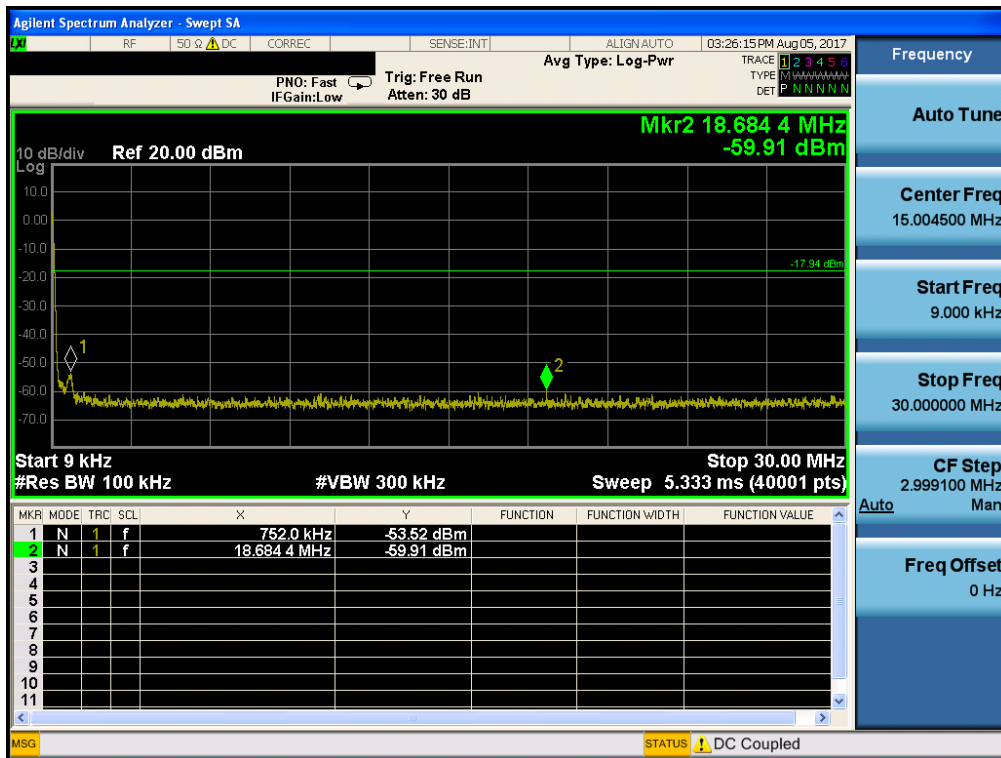 Agilent Spectrum Analyzer - Swept SA
LXI RF 50 Ω DC CORREC SENSE:INT ALIGN AUTO 03:26:15 PM Aug 05, 2017
PNO: Fast Trig: Free Run Avg Type: Log-Pwr TRACE 1 2 3 4 5 6
TYPE M WWWWW
IFGain:Low Atten: 30 dB DET P N N N N N
Mkr2 18.684 4 MHz
-59.91 dBm
10 dB/div Ref 20.00 dBm
Log
10.0
0.00
-10.0
-17.94 dBm
-20.0
-30.0
-40.0
1
-50.0
2
-60.0
-70.0
Start 9 kHz Stop 30.00 MHz
#Res BW 100 kHz #VBW 300 kHz Sweep 5.333 ms (40001 pts)
MKR MODE TRC SCL X Y FUNCTION FUNCTION WIDTH FUNCTION VALUE
1 N 1 f 752.0 kHz -53.52 dBm
2 N 1 f 18.684 4 MHz -59.91 dBm
3
4
5
6
7
8
9
10
11
MSG STATUS DC Coupled
Frequency
Auto Tune
Center Freq
15.004500 MHz
Start Freq
9.000 kHz
Stop Freq
30.000000 MHz
CF Step
2.999100 MHz
Auto Man
Freq Offset
0 Hz